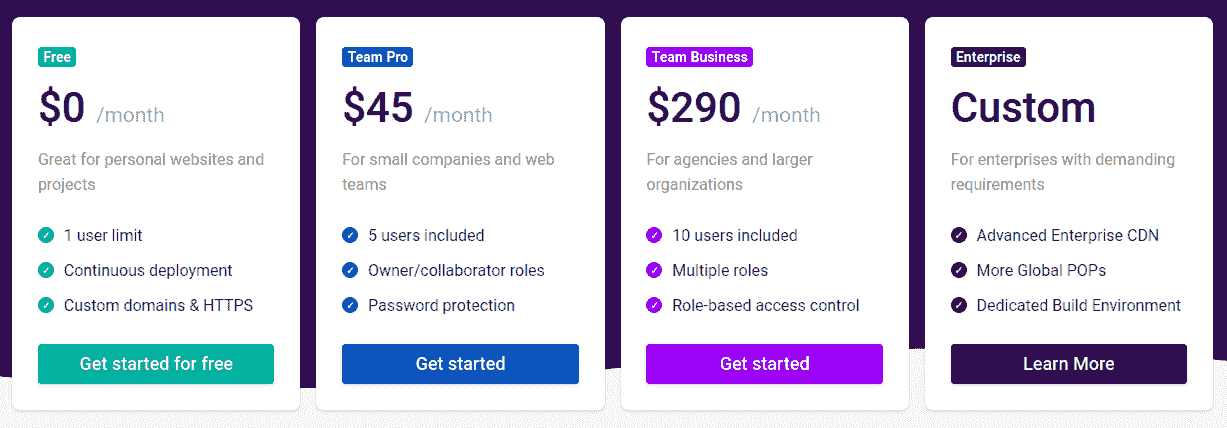 Free
$0 /month
Great for personal websites and
projects
1 user limit
Continuous deployment
Custom domains & HTTPS
Get started for free
Team Pro
$45 /month
For small companies and web
teams
5 users included
Owner/collaborator roles
Password protection
Get started
Team Business
$290 /month
For agencies and larger
organizations
10 users included
Multiple roles
Role-based access control
Get started
Enterprise
Custom
For enterprises with demanding
requirements
Advanced Enterprise CDN
More Global POPs
Dedicated Build Environment
Learn More